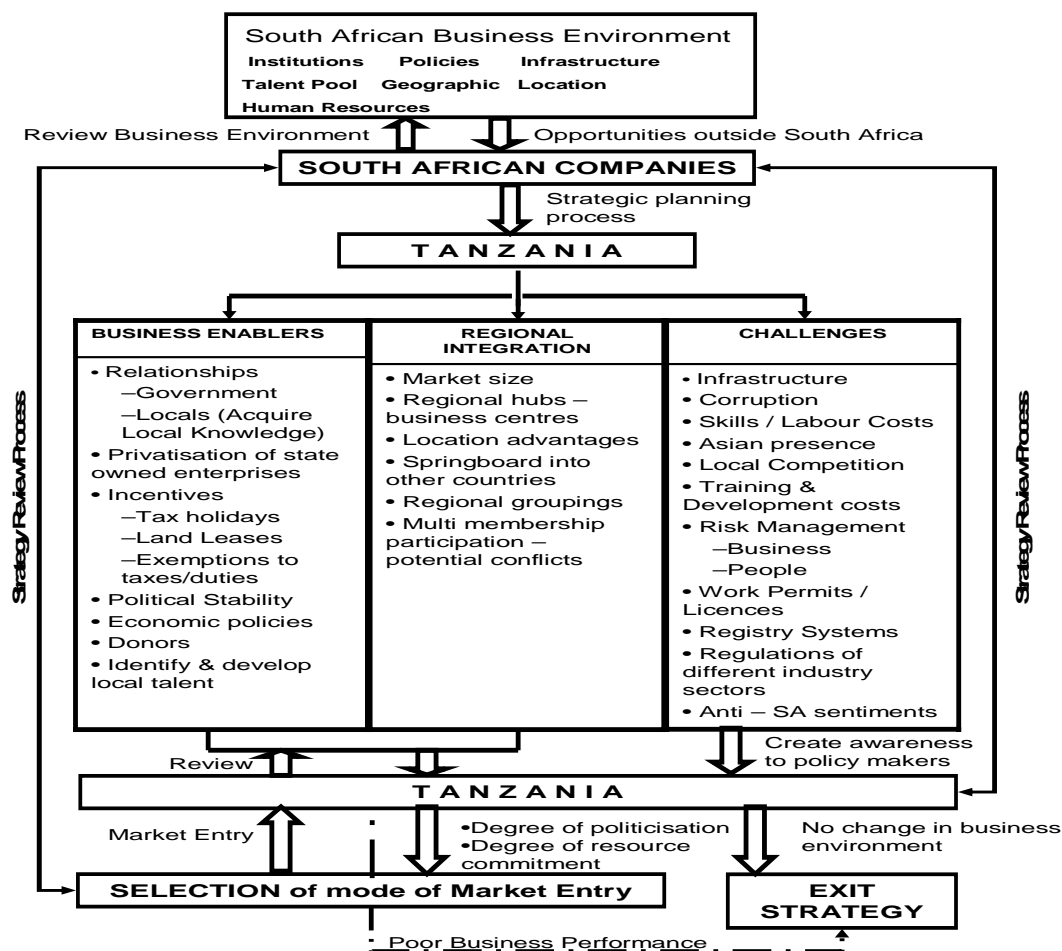 South African Business Environment
Institutions Policies Infrastructure
Talent Pool Geographic Location
Human Resources
Review Business Environment
Opportunities outside South Africa
SOUTH AFRICAN COMPANIES
Strategic planning
process
TANZANIA
BUSINESS ENABLERS
• Relationships
–Government
–Locals (Acquire
Local Knowledge)
• Privatisation of state
owned enterprises
• Incentives
–Tax holidays
–Land Leases
–Exemptions to
taxes/duties
• Political Stability
• Economic policies
• Donors
• Identify & develop
local talent
REGIONAL
INTEGRATION
• Market size
• Regional hubs –
business centres
• Location advantages
• Springboard into
other countries
• Regional groupings
• Multi membership
participation –
potential conflicts
CHALLENGES
• Infrastructure
• Corruption
• Skills / Labour Costs
• Asian presence
• Local Competition
• Training &
Development costs
• Risk Management
–Business
–People
• Work Permits /
Licences
• Registry Systems
• Regulations of
different industry
sectors
• Anti – SA sentiments
Strategy Review Process
Strategy Review Process
Review
Create awareness
to policy makers
TANZANIA
Market Entry
•Degree of politicisation
•Degree of resource
commitment
No change in business
environment
SELECTION of mode of Market Entry
EXIT
STRATEGY
Poor Business Performance